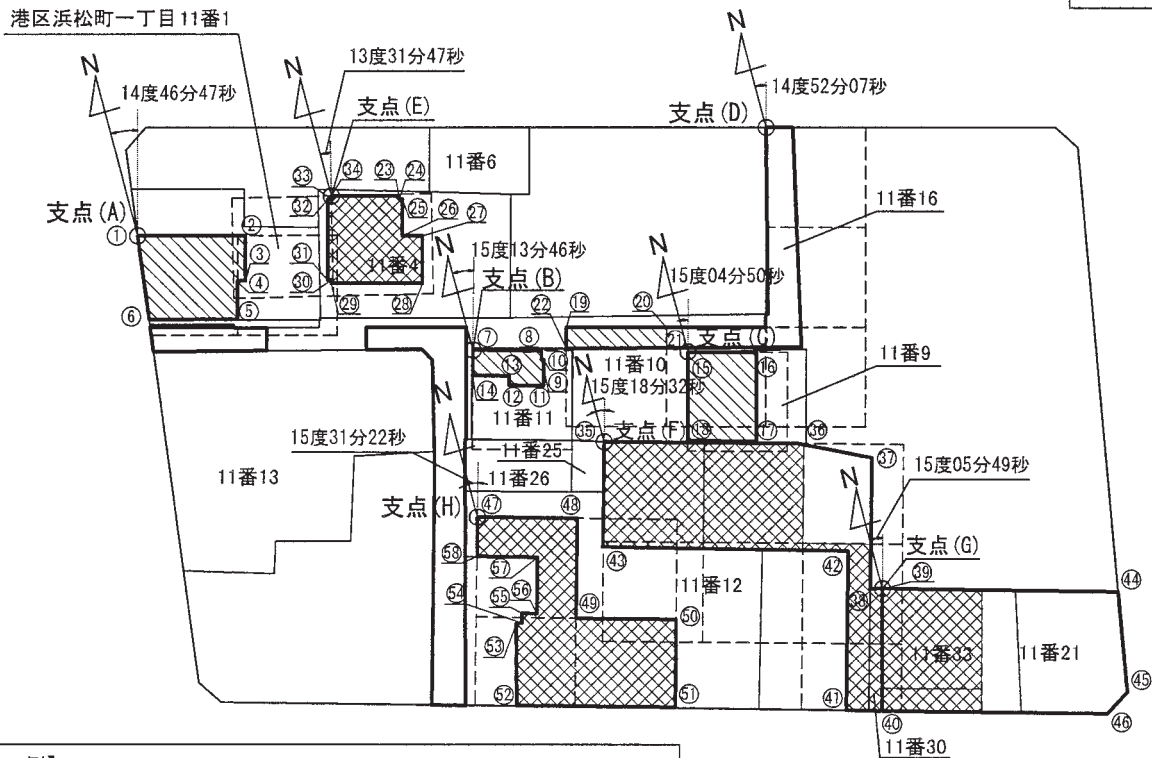 港区浜松町一丁目11番1
N
14度46分47秒
N
13度31分47秒
支点(E)
N
14度52分07秒
支点(D)
11番6
11番16
支点(A)
① ② ③ ④ ⑤ ⑥
㉝ ㉞ ㉓ ㉔
㉜ ㉕ ㉖ ㉗
㉛ ㉚ ㉙ ㉘
11番4
N
15度13分46秒
支点(B)
N
15度04分50秒
支点(C)
⑦ ⑧ ㉒ ⑲ ⑳ ㉑
⑬ ⑩ ⑨ ⑭ ⑫ ⑪
⑮ ⑯ ⑱ ⑰
11番10
11番9
11番11
N
15度18分32秒
㉟
支点(F)
㊱ ㊲
11番25
11番26
11番13
N
15度31分22秒
支点(H)
㊼ ㊽
N
15度05分49秒
支点(G)
㊴ ㊳
㊸ ㊷
11番12
㊹
58 57 56 55 54 53
㊾ ㊿
52 51
㊶ ㊵
11番33
11番21
㊺ ㊻
11番30